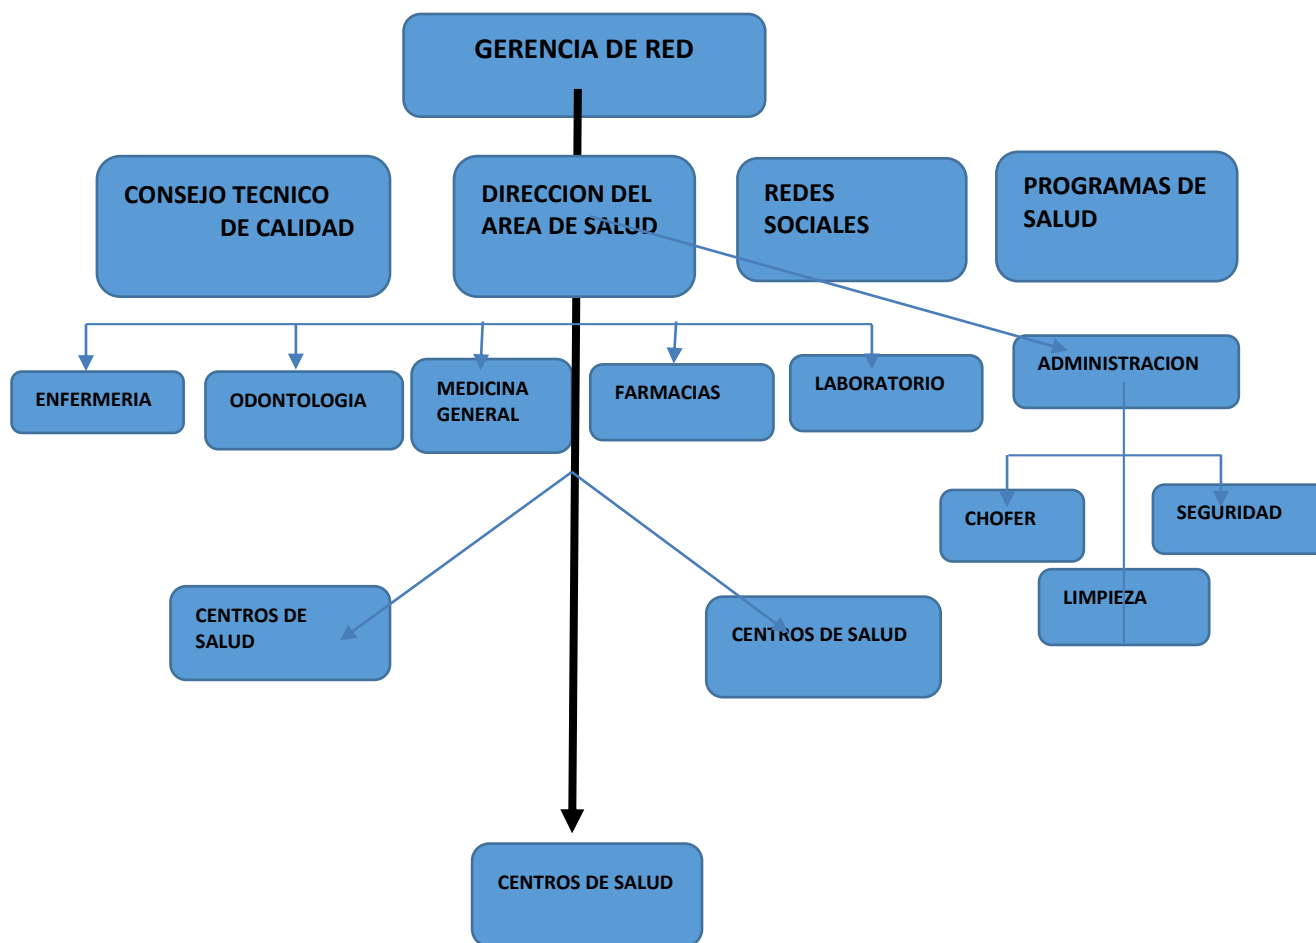 GERENCIA DE RED
CONSEJO TECNICO
DE CALIDAD
DIRECCION DEL
AREA DE SALUD
REDES
SOCIALES
PROGRAMAS DE
SALUD
ENFERMERIA
ODONTOLOGIA
MEDICINA
GENERAL
FARMACIAS
LABORATORIO
ADMINISTRACION
CHOFER
SEGURIDAD
LIMPIEZA
CENTROS DE
SALUD
CENTROS DE SALUD
CENTROS DE SALUD